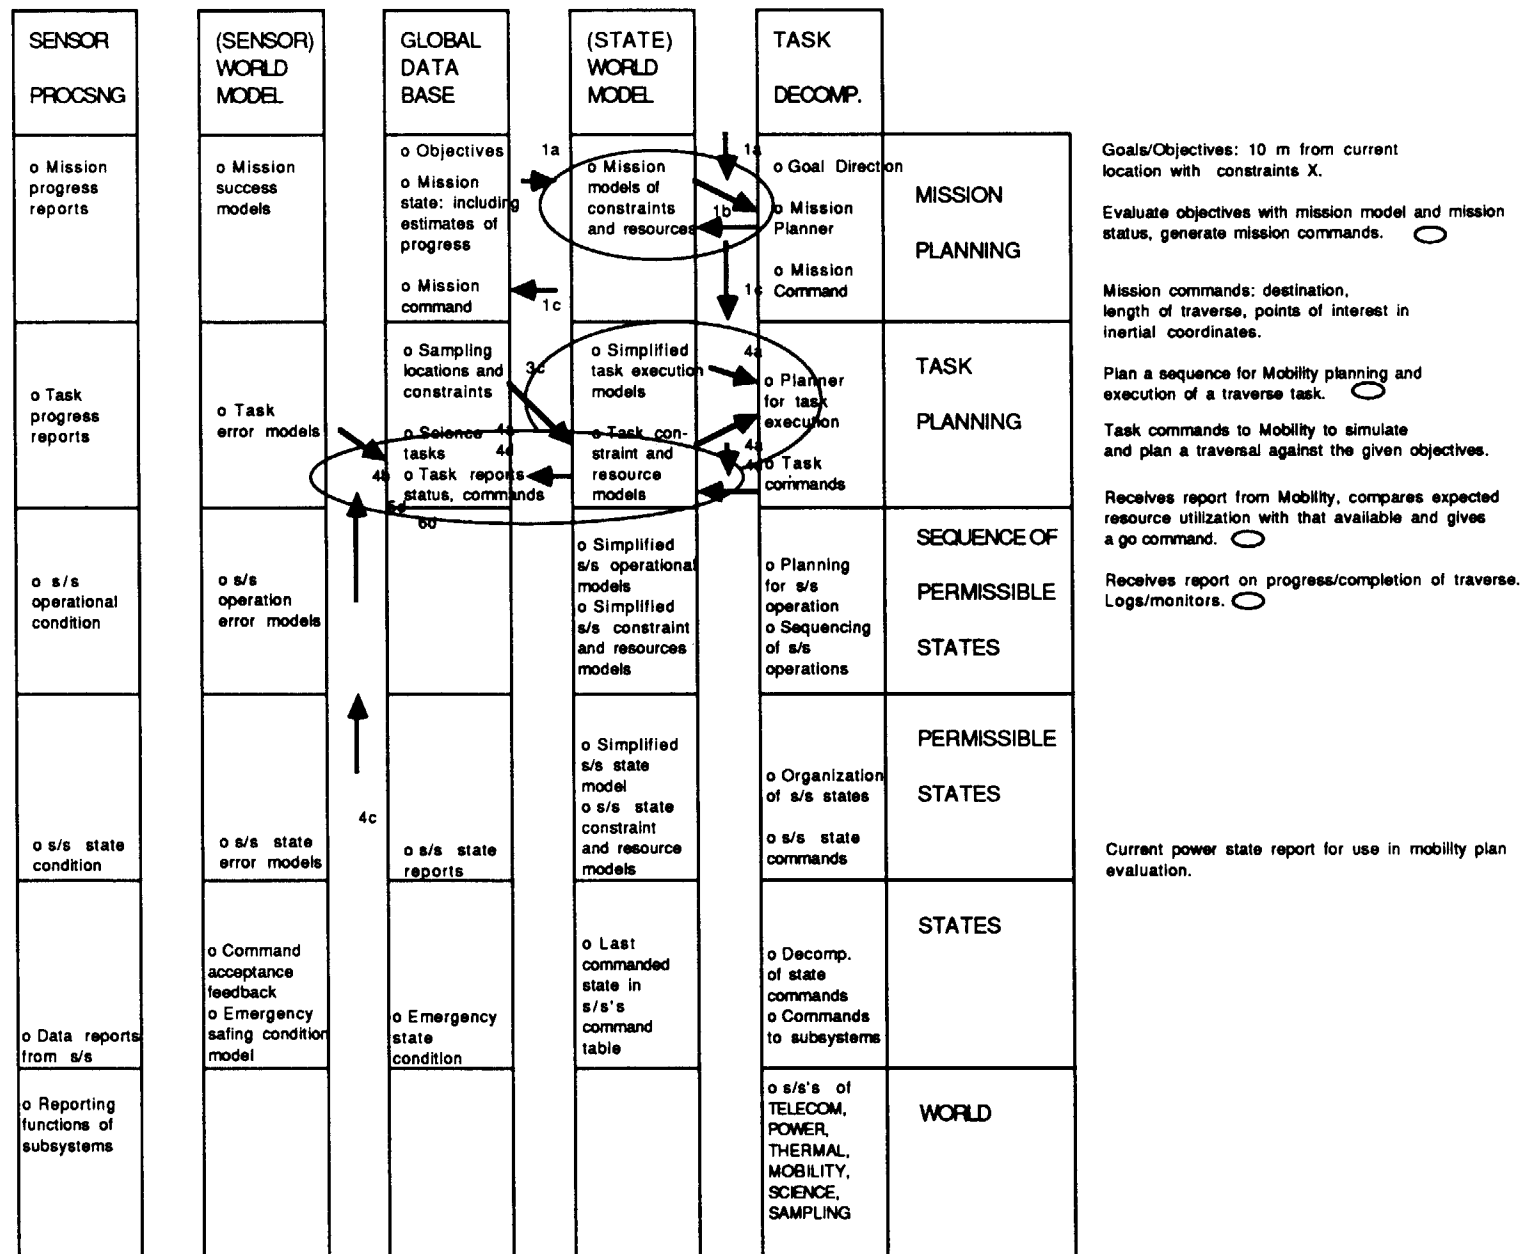 SENSOR
PROCSNG
(SENSOR)
WORLD
MODEL
GLOBAL
DATA
BASE
(STATE)
WORLD
MODEL
TASK
DECOMP.
o Mission
progress
reports
o Mission
success
models
o Objectives
o Mission
state: including
estimates of
progress
o Mission
command
1a
1c
o Mission
models of
constraints
and resources
1a
1b
1c
o Goal Direction
o Mission
Planner
o Mission
Command
MISSION
PLANNING
Goals/Objectives: 10 m from current
location with constraints X.
Evaluate objectives with mission model and mission
status, generate mission commands.
Mission commands: destination,
length of traverse, points of interest in
inertial coordinates.
o Task
progress
reports
o Task
error models
o Sampling
locations and
constraints
o Science
tasks
o Task reports
status, commands
3c
4a
4d
4b
6d
o Simplified
task execution
models
o Task con-
straint and
resource
models
4a
4a
o Planner
for task
execution
o Task
commands
TASK
PLANNING
Plan a sequence for Mobility planning and
execution of a traverse task.
Task commands to Mobility to simulate
and plan a traversal against the given objectives.
Receives report from Mobility, compares expected
resource utilization with that available and gives
a go command.
Receives report on progress/completion of traverse.
Logs/monitors.
o s/s
operational
condition
o s/s
operation
error models
o Simplified
s/s operational
models
o Simplified
s/s constraint
and resources
models
o Planning
for s/s
operation
o Sequencing
of s/s
operations
SEQUENCE OF
PERMISSIBLE
STATES
4c
o s/s state
condition
o s/s state
error models
o s/s state
reports
o Simplified
s/s state
model
o s/s state
constraint
and resource
models
o Organization
of s/s states
o s/s state
commands
PERMISSIBLE
STATES
Current power state report for use in mobility plan
evaluation.
o Data reports
from s/s
o Command
acceptance
feedback
o Emergency
safing condition
model
o Emergency
state
condition
o Last
commanded
state in
s/s's
command
table
o Decomp.
of state
commands
o Commands
to subsystems
STATES
o Reporting
functions of
subsystems
o s/s's of
TELECOM,
POWER,
THERMAL,
MOBILITY,
SCIENCE,
SAMPLING
WORLD